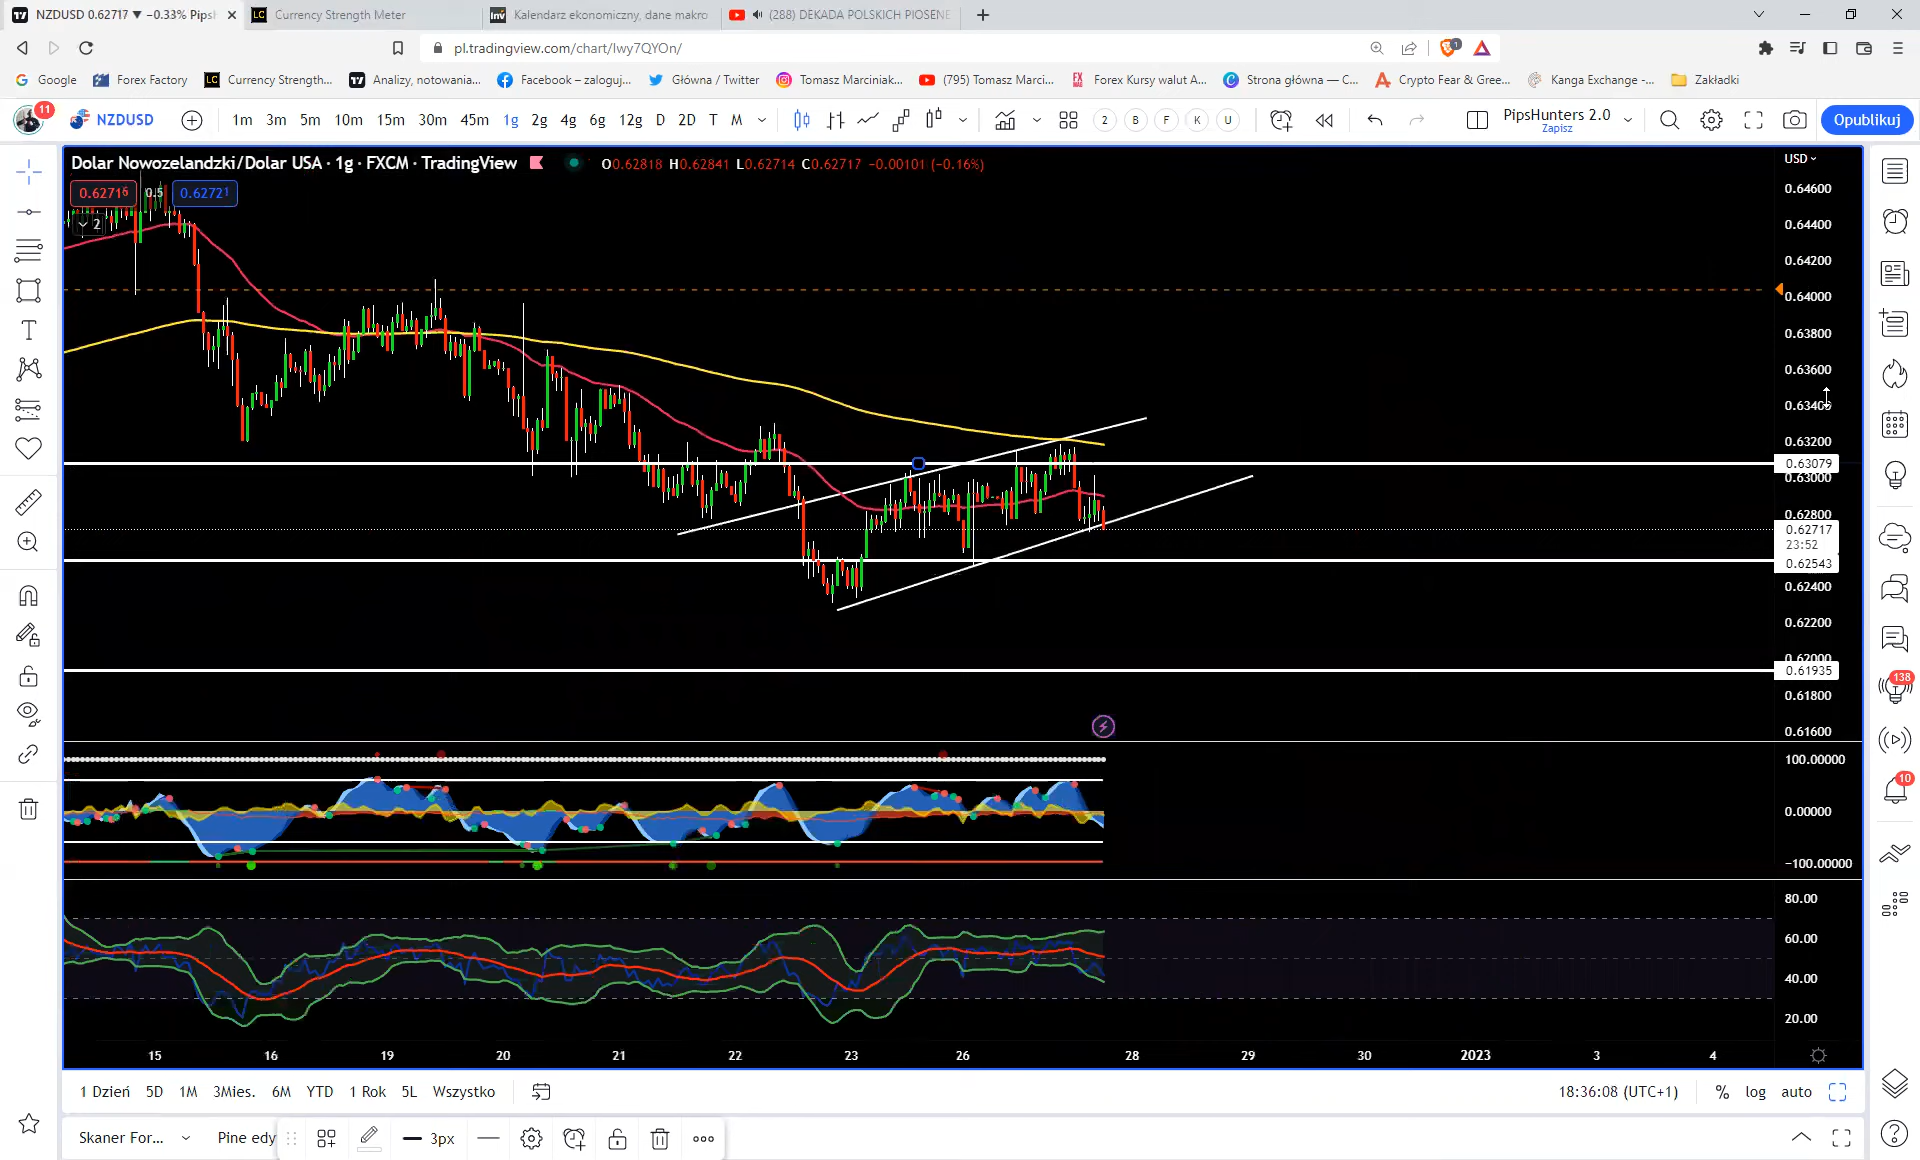 NZDUSD 0.62717 ▼ −0.33% PipsH
Currency Strength Meter
Kalendarz ekonomiczny, dane makro
(288) DEKADA POLSKICH PIOSENE
pl.tradingview.com/chart/lwy7QYOn/
Google
Forex Factory
Currency Strength...
Analizy, notowania...
Facebook – zaloguj...
Główna / Twitter
Tomasz Marciniak...
(795) Tomasz Marci...
Forex Kursy walut A...
Strona główna — C...
Crypto Fear & Gree...
Kanga Exchange -...
Zakładki
11
NZDUSD
1m 3m 5m 10m 15m 30m 45m 1g 2g 4g 6g 12g D 2D T M
2 B F K U
PipsHunters 2.0
Zapisz
Opublikuj
Dolar Nowozelandzki/Dolar USA · 1g · FXCM · TradingView
O0.62818 H0.62841 L0.62714 C0.62717 −0.00101 (−0.16%)
USD
0.62716 0.5 0.62721
2
0.64600
0.64400
0.64200
0.64000
0.63800
0.63600
0.63400
0.63200
0.63079
0.63000
0.62800
0.62717
23:52
0.62543
0.62400
0.62200
0.62000
0.61935
0.61800
0.61600
100.00000
0.00000
−100.00000
80.00
60.00
40.00
20.00
138
10
15 16 19 20 21 22 23 26 28 29 30 2023 3 4
1 Dzień 5D 1M 3Mies. 6M YTD 1 Rok 5L Wszystko
18:36:08 (UTC+1) % log auto
Skaner For...
Pine edy
3px